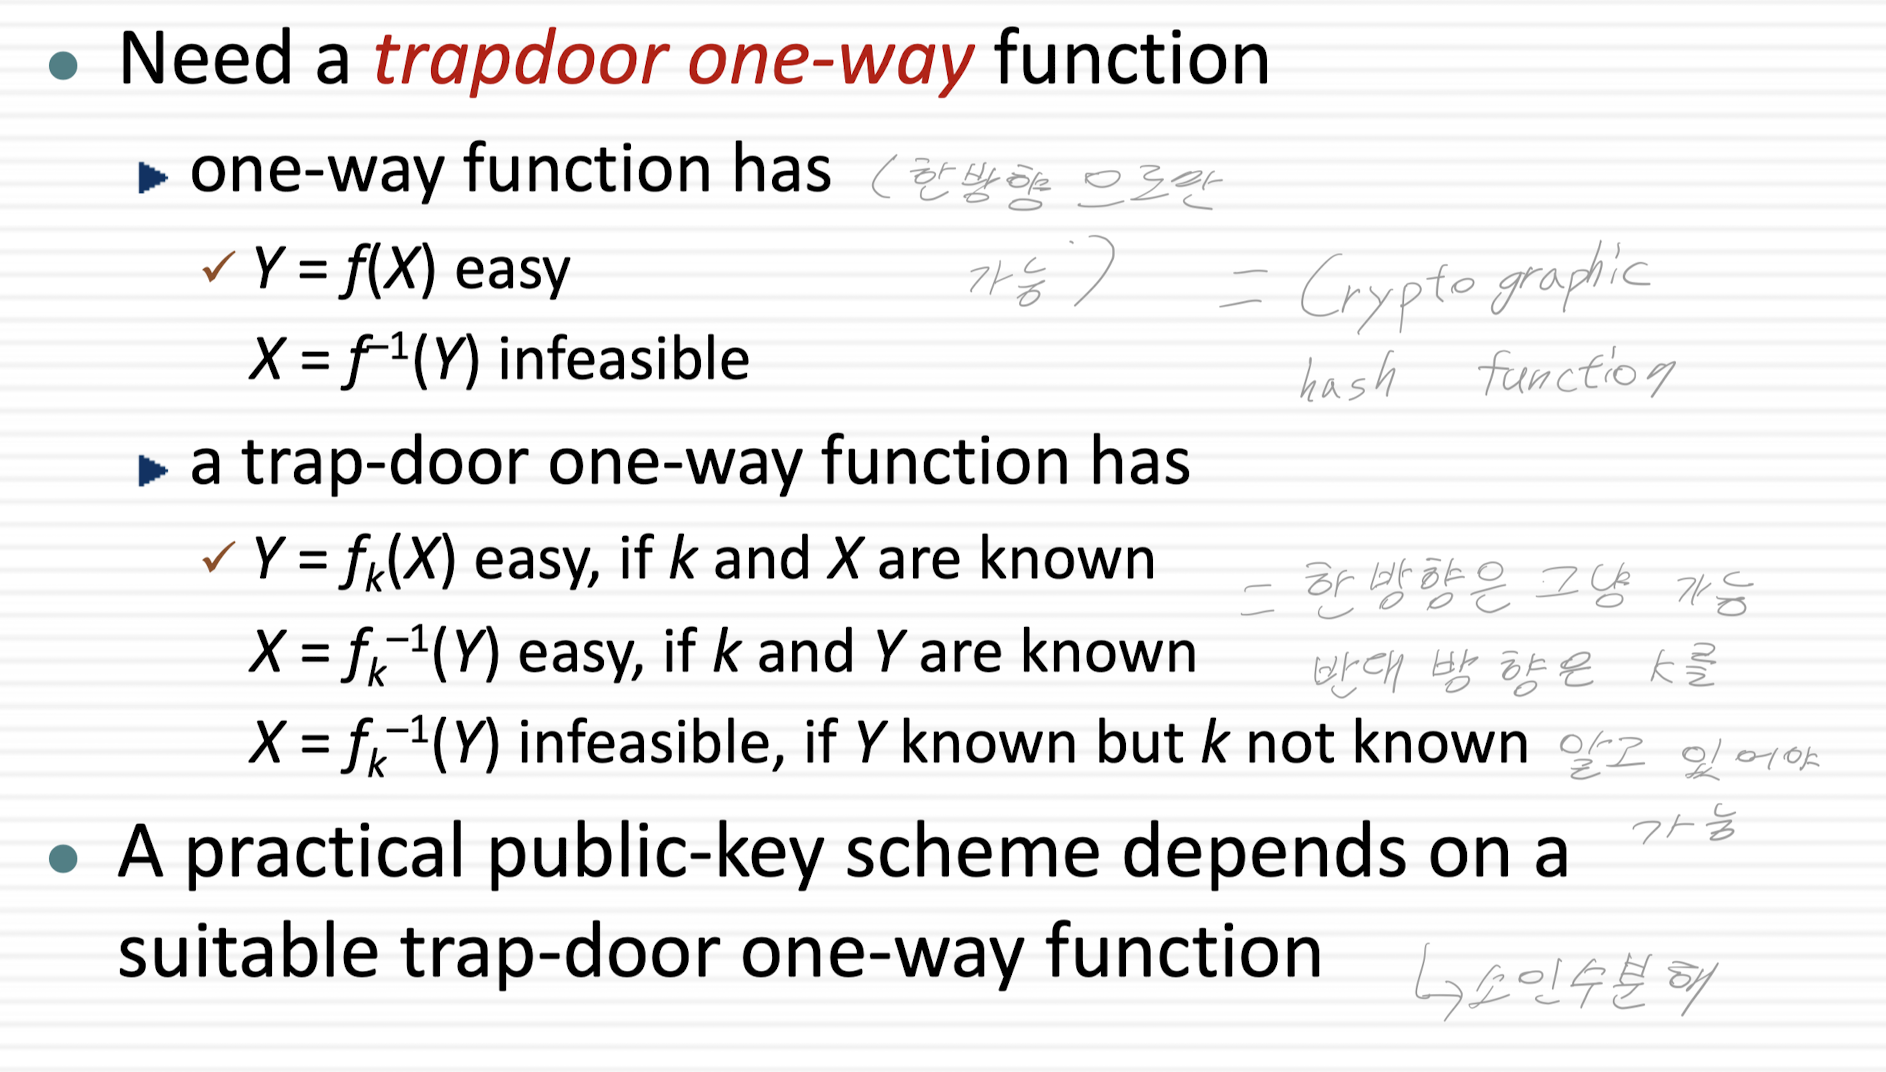 Need a trapdoor one-way function
one-way function has (한방향 으로만
가능)
Y = f(X) easy
= Cryptographic
X = f⁻¹(Y) infeasible
hash function
a trap-door one-way function has
Y = fₖ(X) easy, if k and X are known
= 한 방향은 그냥 가능
X = fₖ⁻¹(Y) easy, if k and Y are known
반대 방향은 k를
X = fₖ⁻¹(Y) infeasible, if Y known but k not known 알고 있어야
가능
A practical public-key scheme depends on a
suitable trap-door one-way function
↳ 소인수분해